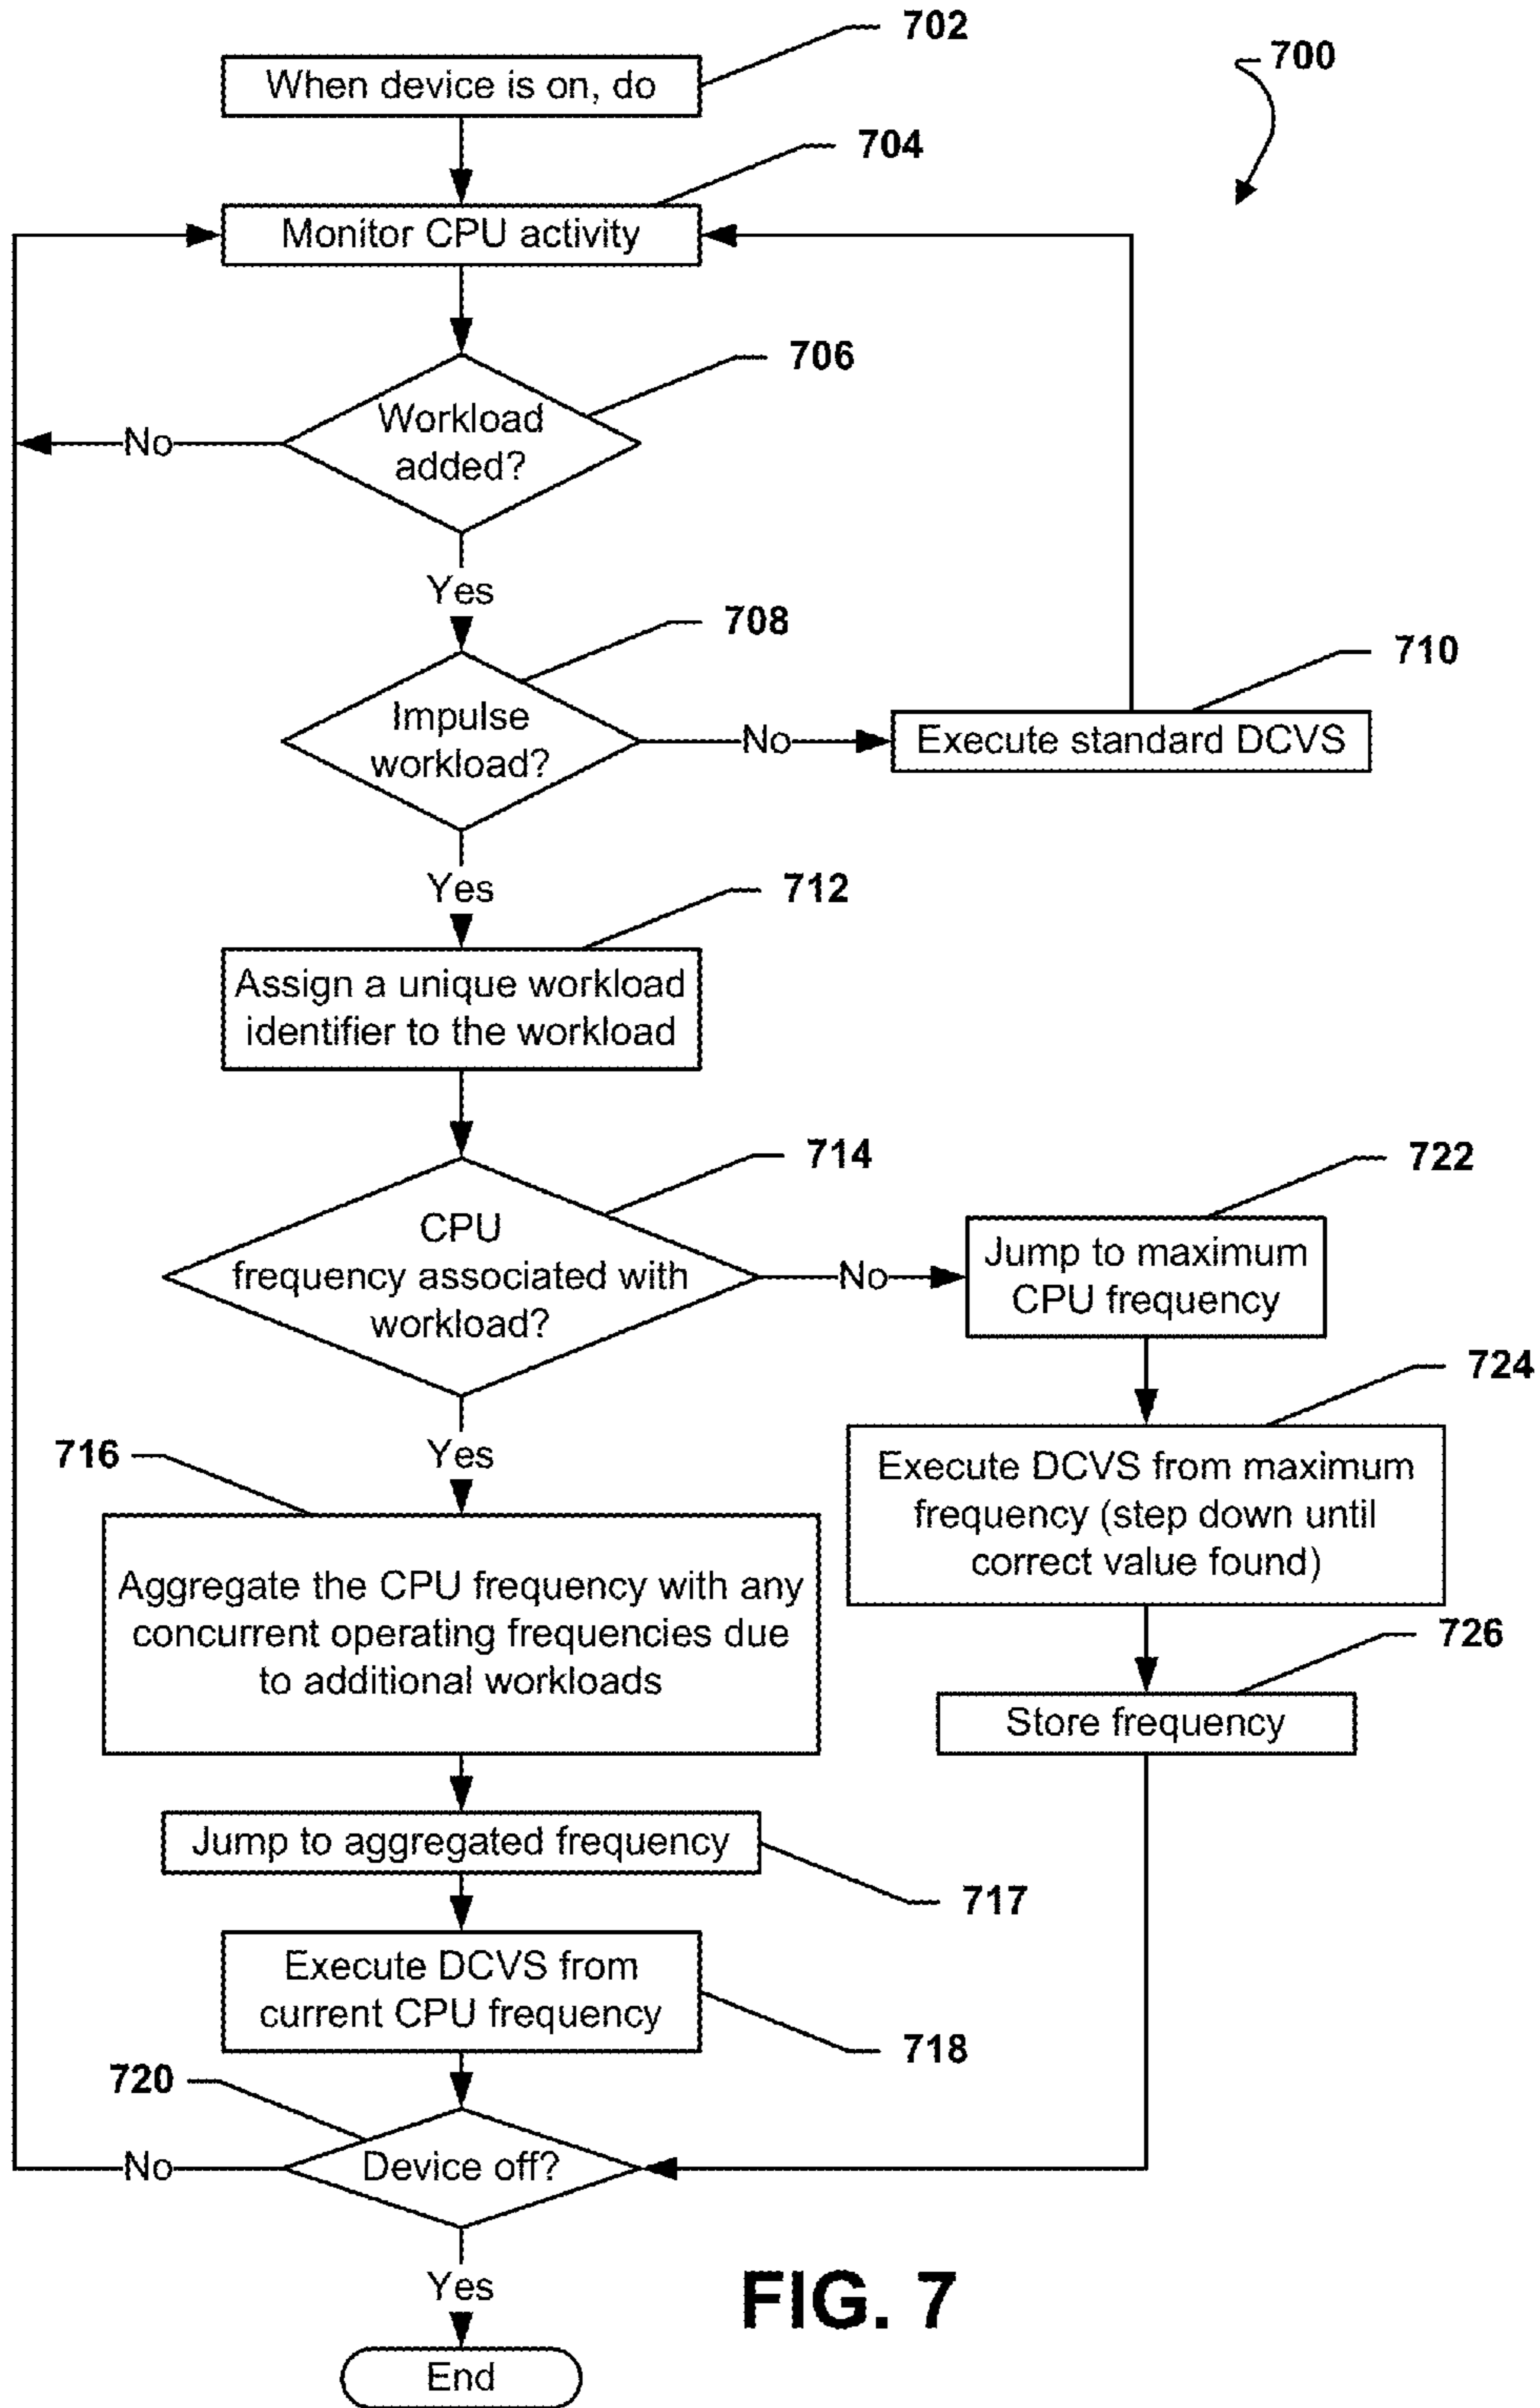 702
When device is on, do
700
704
Monitor CPU activity
706
Workload
added?
No
Yes
708
Impulse
workload?
No
710
Execute standard DCVS
Yes
712
Assign a unique workload
identifier to the workload
714
CPU
frequency associated with
workload?
No
722
Jump to maximum
CPU frequency
724
Execute DCVS from maximum
frequency (step down until
correct value found)
Yes
716
Aggregate the CPU frequency with any
concurrent operating frequencies due
to additional workloads
726
Store frequency
Jump to aggregated frequency
717
Execute DCVS from
current CPU frequency
718
720
Device off?
No
Yes
End
FIG. 7